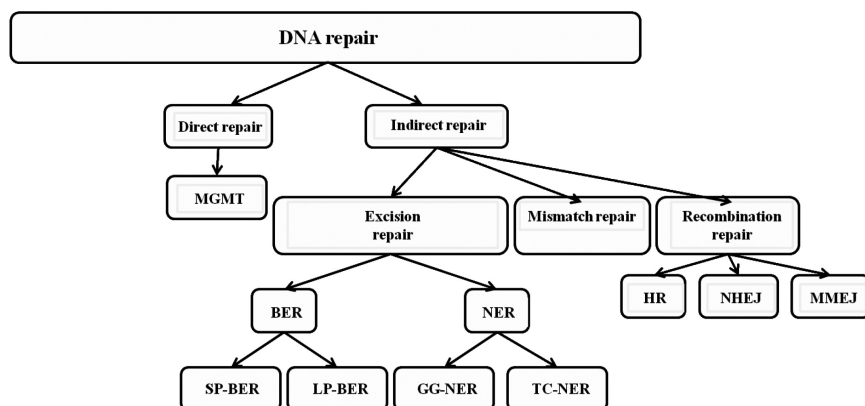 DNA repair
Direct repair
Indirect repair
MGMT
Excision
repair
Mismatch repair
Recombination
repair
HR
NHEJ
MMEJ
BER
NER
SP-BER
LP-BER
GG-NER
TC-NER